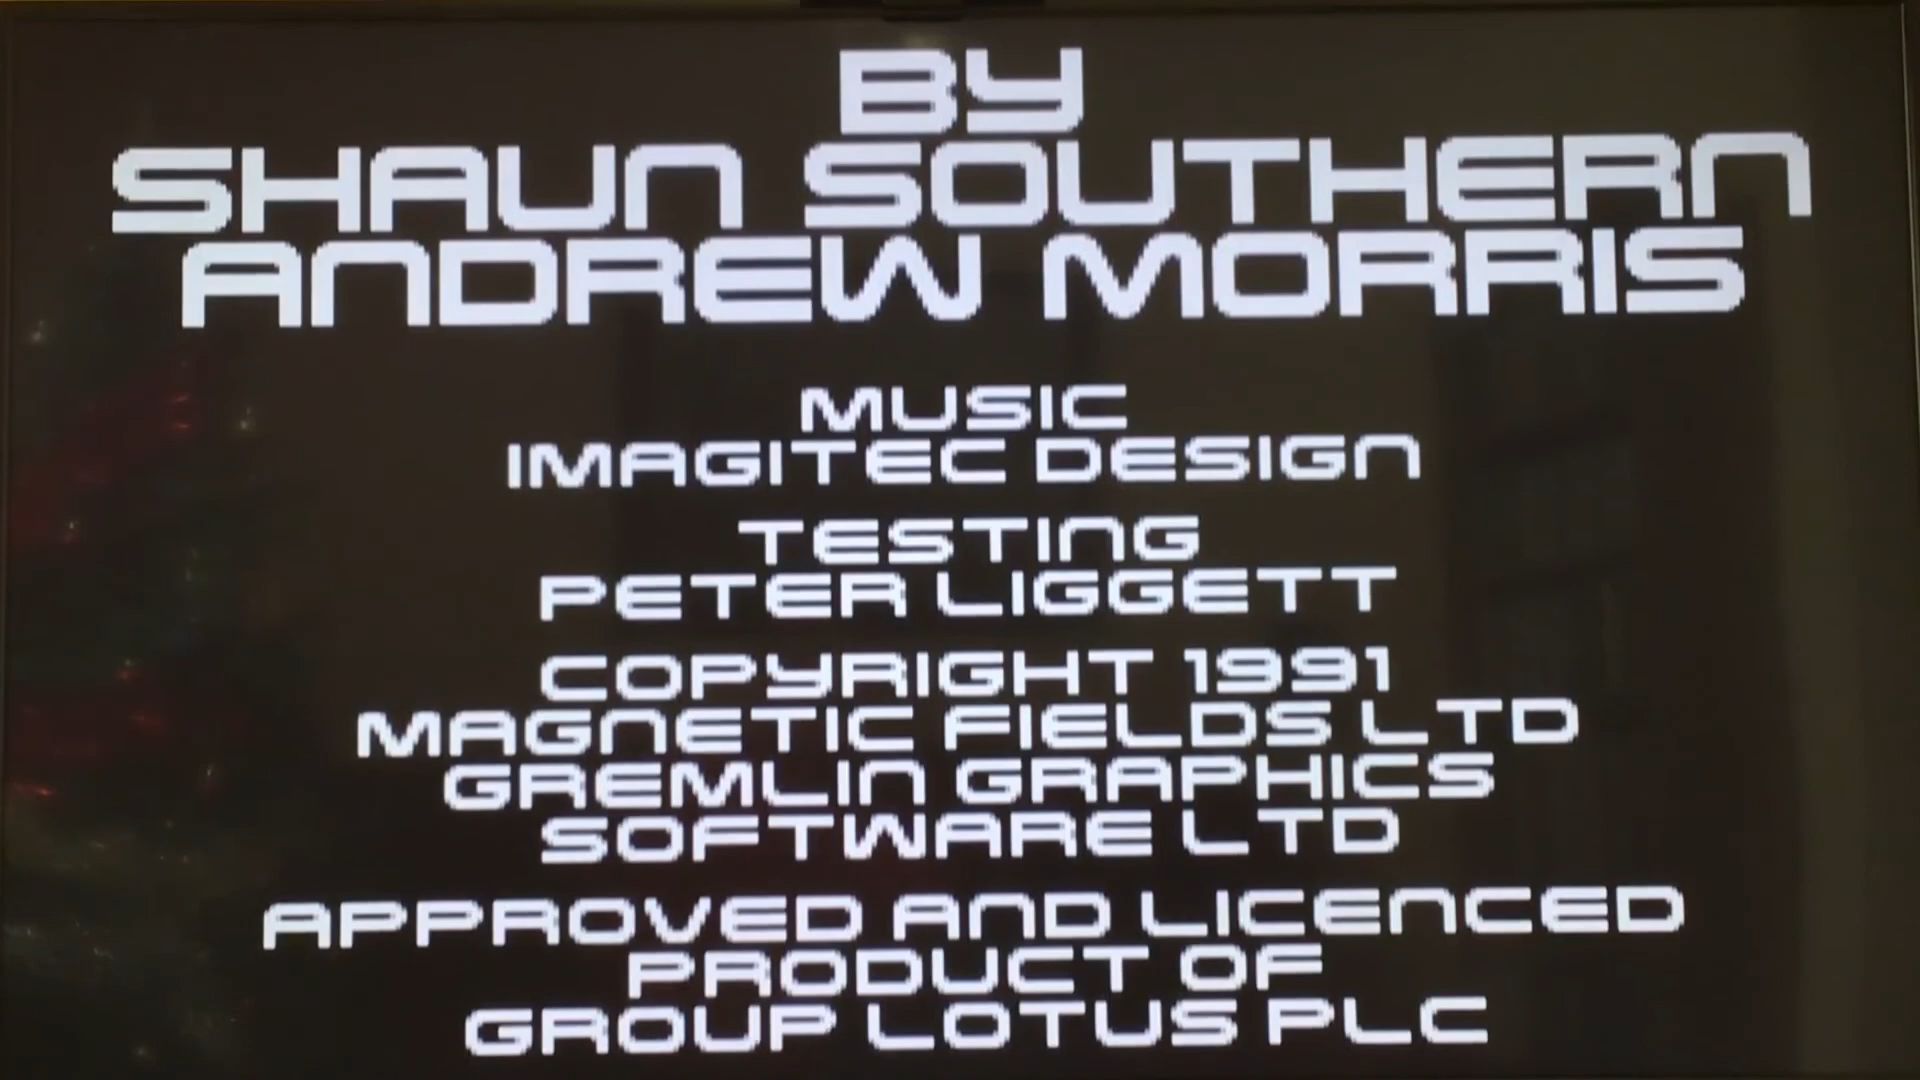 BY
SHAUN SOUTHERN
ANDREW MORRIS
MUSIC
IMAGITEC DESIGN
TESTING
PETER LIGGETT
COPYRIGHT 1991
MAGNETIC FIELDS LTD
GREMLIN GRAPHICS
SOFTWARE LTD
APPROVED AND LICENCED
PRODUCT OF
GROUP LOTUS PLC